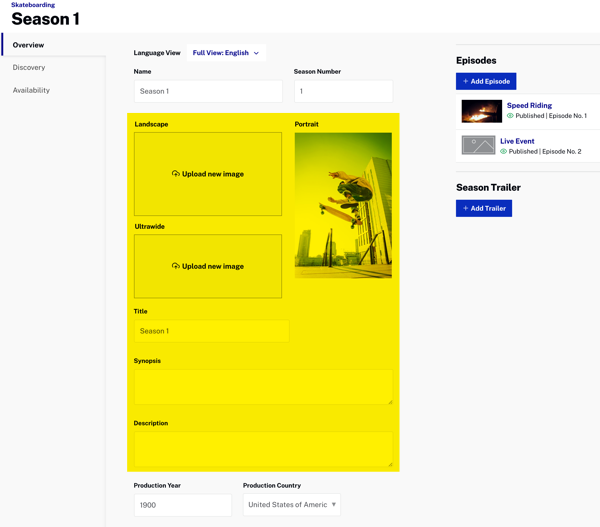 Skateboarding
Season 1
Overview
Discovery
Availability
Language View
Full View: English
Name
Season Number
Season 1
1
Landscape
Portrait
Upload new image
Ultrawide
Upload new image
Title
Season 1
Synopsis
Description
Production Year
Production Country
1900
United States of Americ
Episodes
+ Add Episode
Speed Riding
Published | Episode No. 1
Live Event
Published | Episode No. 2
Season Trailer
+ Add Trailer